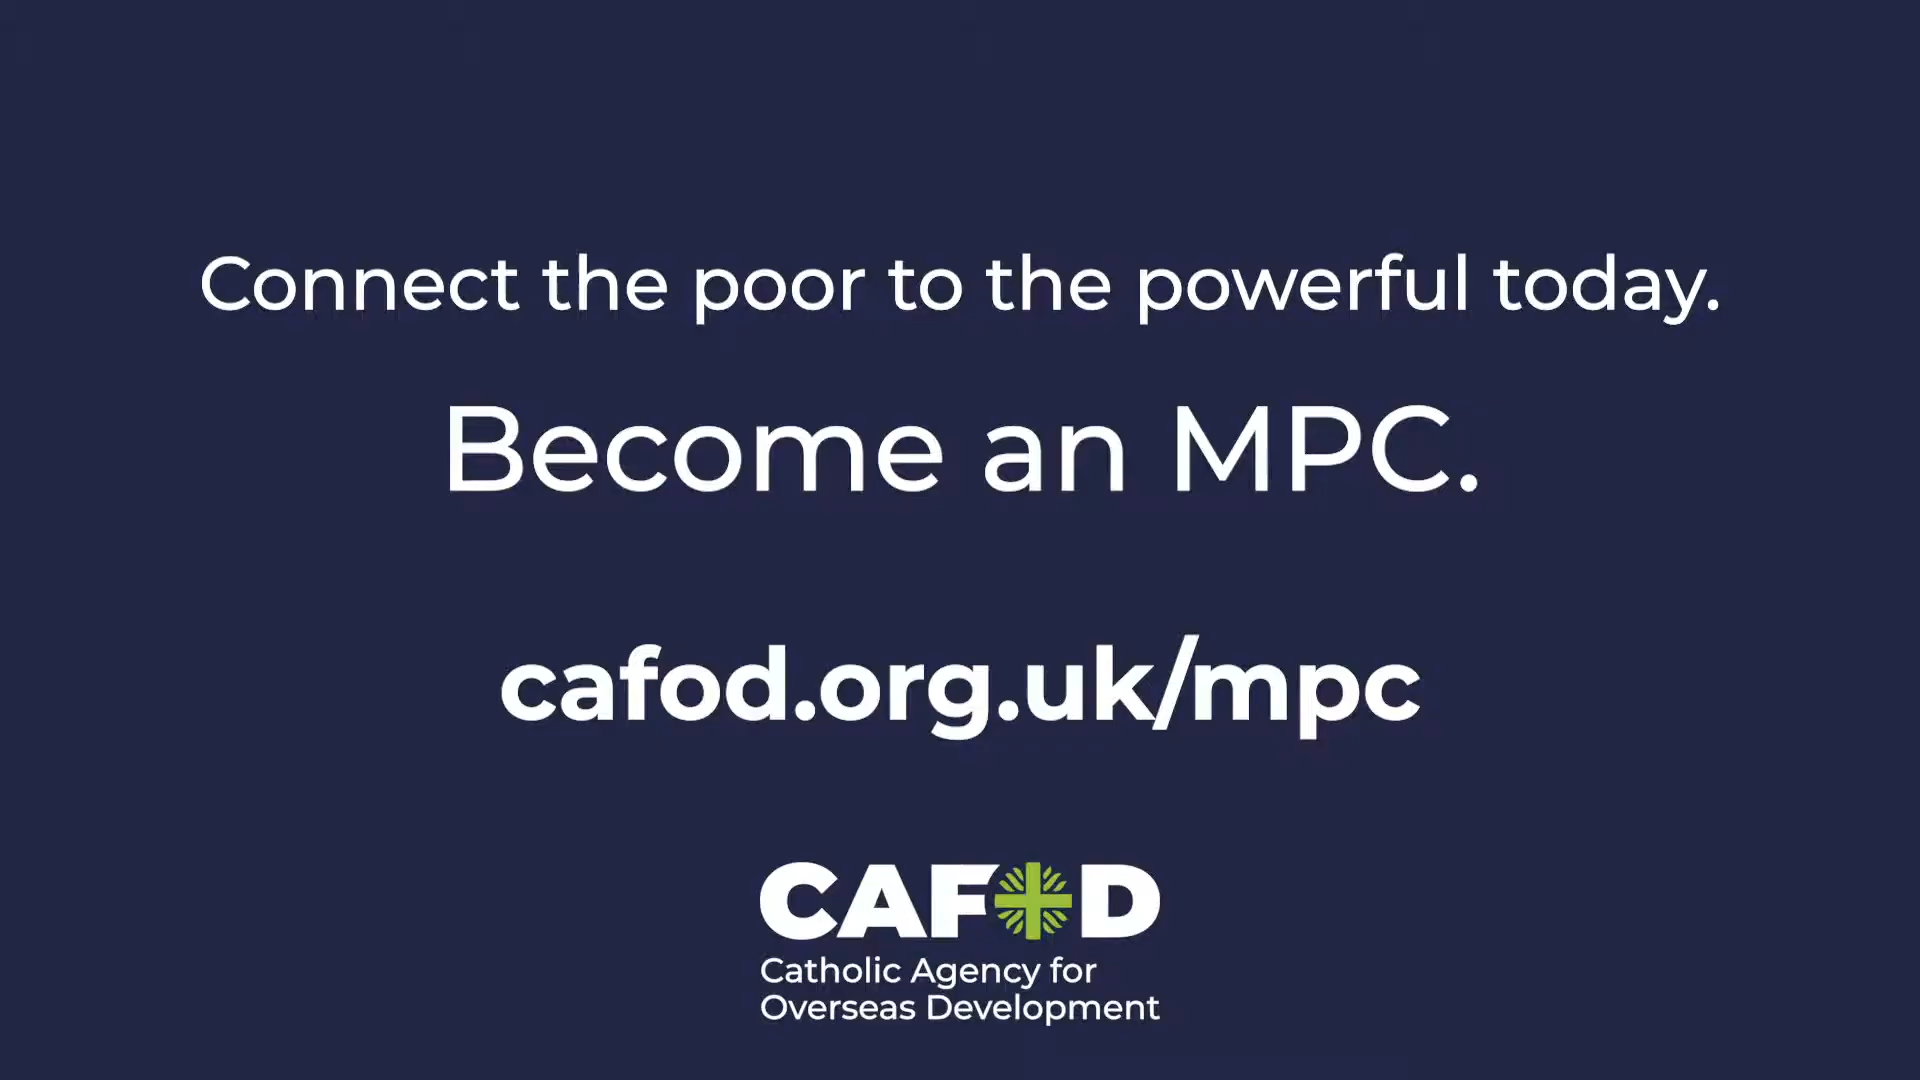 Connect the poor to the powerful today.
Become an MPC.
cafod.org.uk/mpc
CAFOD
Catholic Agency for
Overseas Development